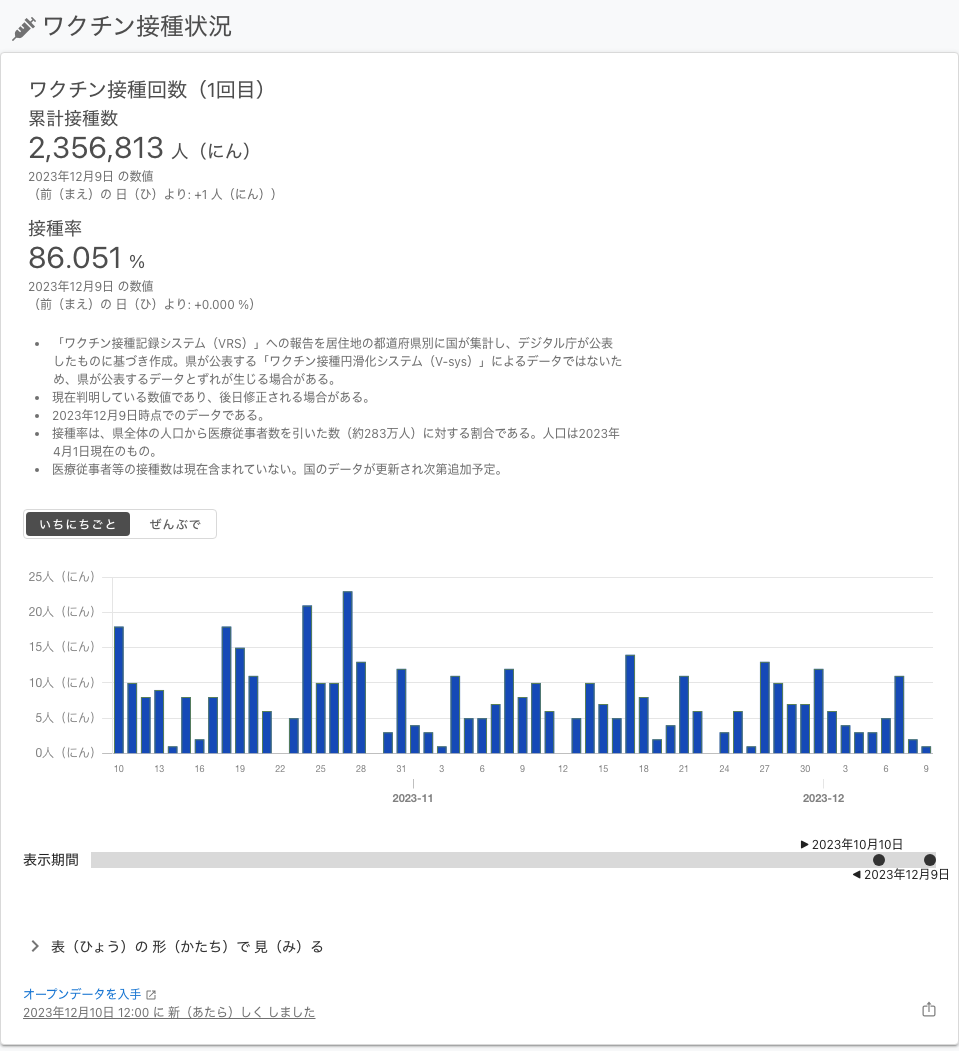 ワクチン接種状況
ワクチン接種回数（1回目）
累計接種数
2,356,813 人（にん）
2023年12月9日 の数値
（前（まえ）の 日（ひ）より: +1 人（にん））
接種率
86.051 %
2023年12月9日 の数値
（前（まえ）の 日（ひ）より: +0.000 %）
• 「ワクチン接種記録システム（VRS）」への報告を居住地の都道府県別に国が集計し、デジタル庁が公表
したものに基づき作成。県が公表する「ワクチン接種円滑化システム（V-sys）」によるデータではないた
め、県が公表するデータとずれが生じる場合がある。
• 現在判明している数値であり、後日修正される場合がある。
• 2023年12月9日時点でのデータである。
• 接種率は、県全体の人口から医療従事者数を引いた数（約283万人）に対する割合である。人口は2023年
4月1日現在のもの。
• 医療従事者等の接種数は現在含まれていない。国のデータが更新され次第追加予定。
いちにちごと ぜんぶで
25人（にん）
20人（にん）
15人（にん）
10人（にん）
5人（にん）
0人（にん）
10 13 16 19 22 25 28 31 3 6 9 12 15 18 21 24 27 30 3 6 9
2023-11 2023-12
▶ 2023年10月10日
表示期間
◀ 2023年12月9日
表（ひょう）の 形（かたち）で 見（み）る
オープンデータを入手
2023年12月10日 12:00 に 新（あたら）しく しました